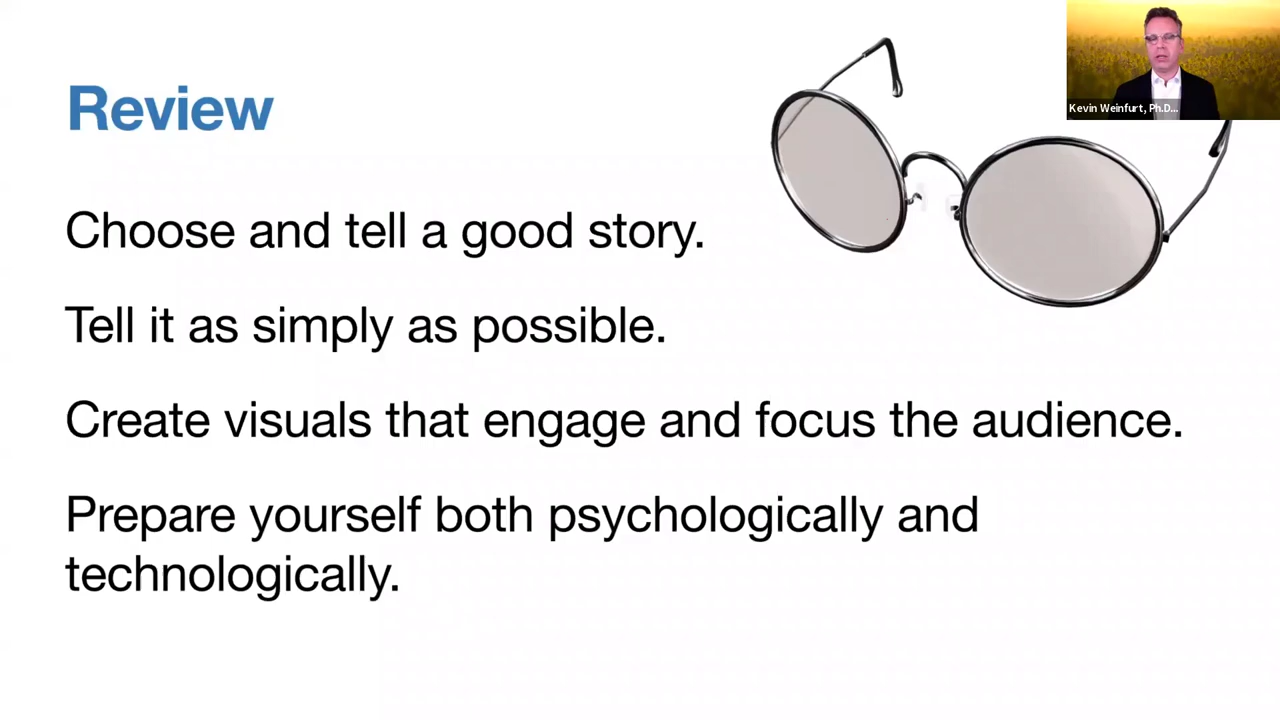 Kevin Weinfurt, Ph.D...
Review
Choose and tell a good story.
Tell it as simply as possible.
Create visuals that engage and focus the audience.
Prepare yourself both psychologically and
technologically.